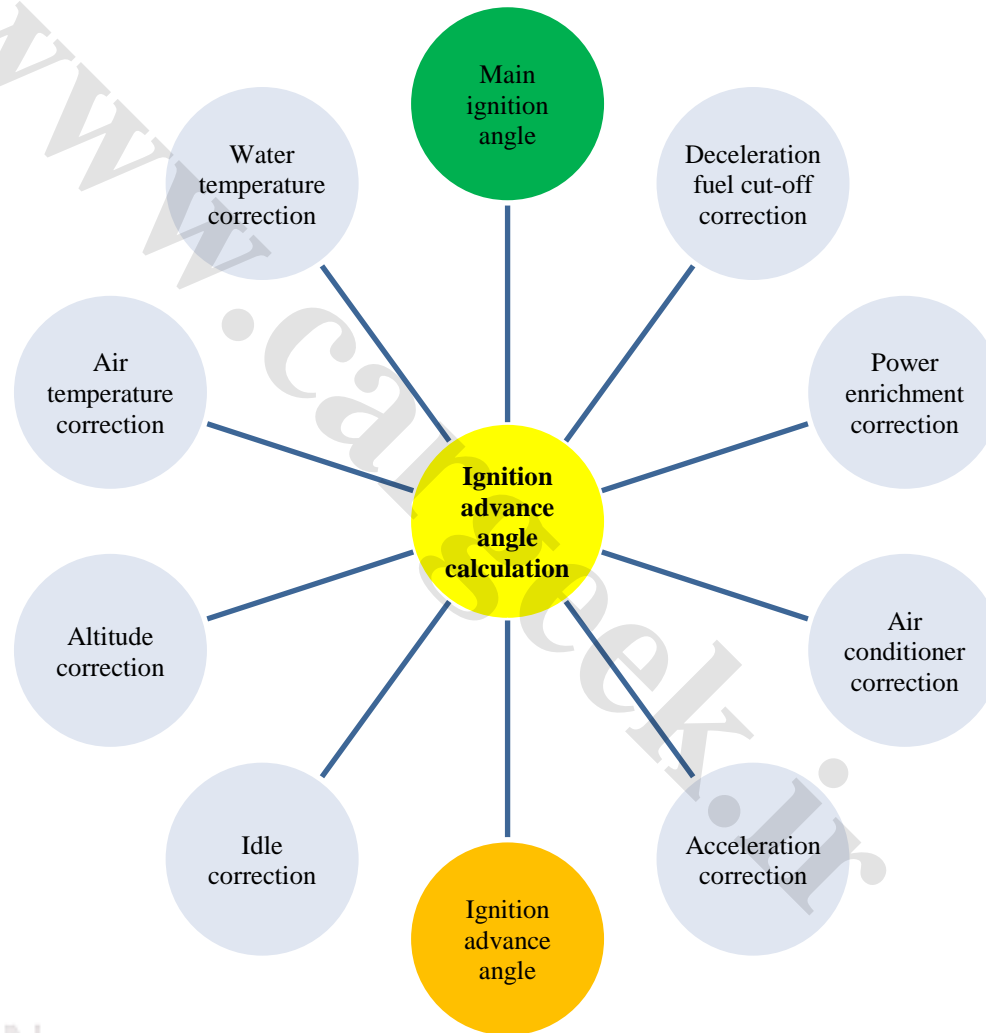 Main
ignition
angle
Water
temperature
correction
Deceleration
fuel cut-off
correction
Air
temperature
correction
Power
enrichment
correction
Ignition
advance
angle
calculation
Altitude
correction
Air
conditioner
correction
Idle
correction
Acceleration
correction
Ignition
advance
angle
www.cargeek.ir